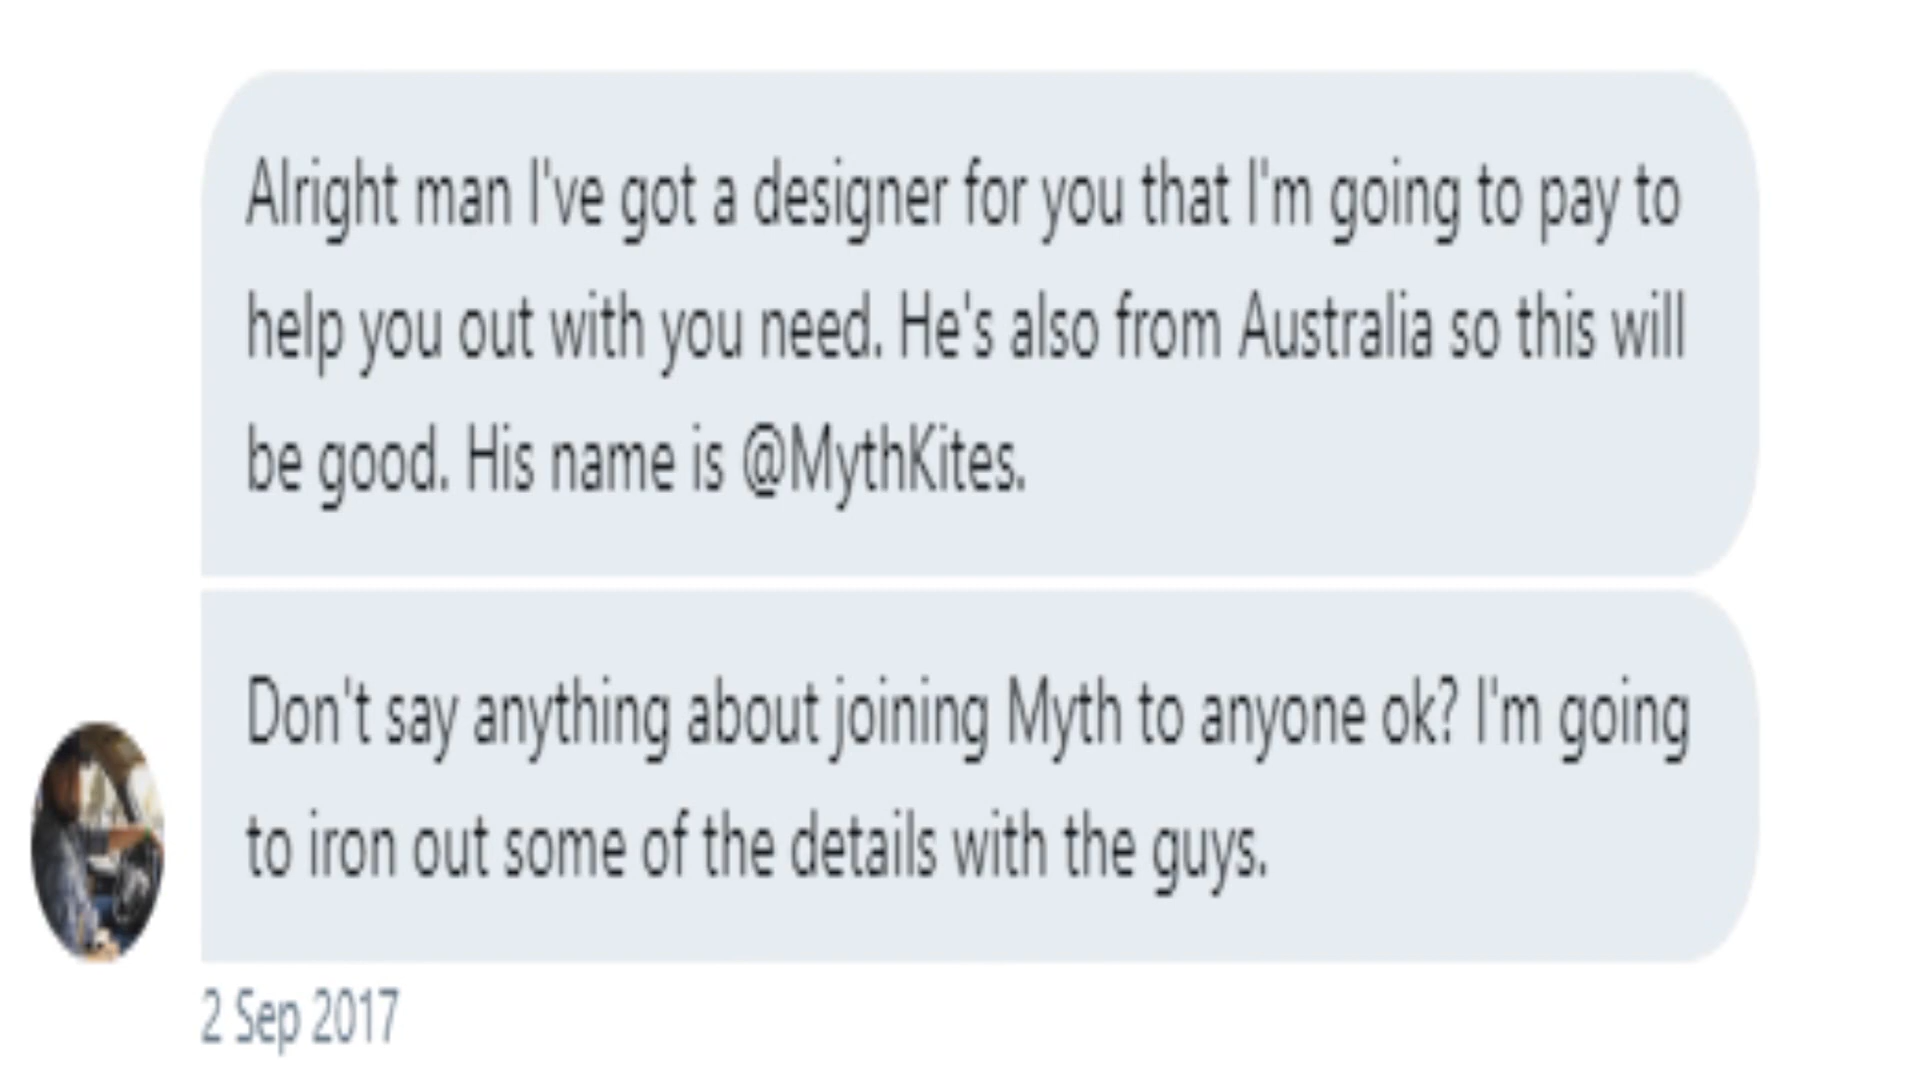 Alright man I've got a designer for you that I'm going to pay to
help you out with you need. He's also from Australia so this will
be good. His name is @MythKites.
Don't say anything about joining Myth to anyone ok? I'm going
to iron out some of the details with the guys.
2 Sep 2017